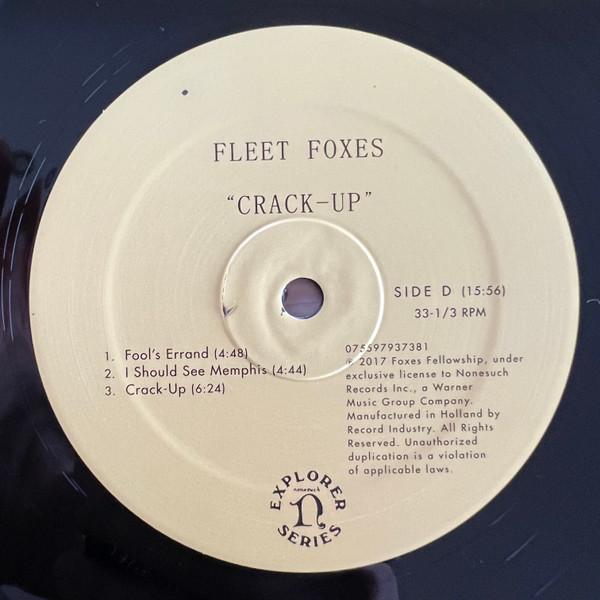 FLEET FOXES
“CRACK-UP”
SIDE D (15:56)
33-1/3 RPM
1. Fool's Errand (4:48)
2. I Should See Memphis (4:44)
3. Crack-Up (6:24)
075597937381
℗ 2017 Foxes Fellowship, under
exclusive license to Nonesuch
Records Inc., a Warner
Music Group Company.
Manufactured in Holland by
Record Industry. All Rights
Reserved. Unauthorized
duplication is a violation
of applicable laws.
EXPLORER
nonesuch
n
SERIES